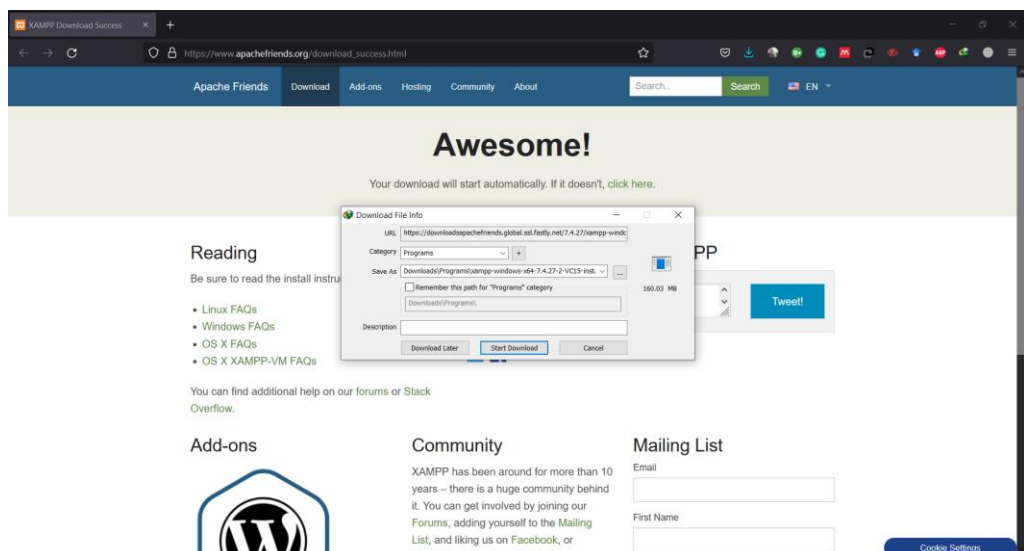 XAMPP Download Success
https://www.apachefriends.org/download_success.html
Apache Friends Download Add-ons Hosting Community About Search... Search EN
Awesome!
Your download will start automatically. If it doesn't, click here.
Download File Info
URL https://downloadsapachefriends.global.ssl.fastly.net/7.4.27/xampp-windc
Category Programs
Save As Downloads\Programs\xampp-windows-x64-7.4.27-2-VC15-inst
Remember this path for "Programs" category
Downloads\Programs\
160.03 MB
Description
Download Later Start Download Cancel
Reading
Be sure to read the install instru
Linux FAQs
Windows FAQs
OS X FAQs
OS X XAMPP-VM FAQs
You can find additional help on our forums or Stack
Overflow.
PP
Tweet!
Add-ons
Community
XAMPP has been around for more than 10
years – there is a huge community behind
it. You can get involved by joining our
Forums, adding yourself to the Mailing
List, and liking us on Facebook, or
Mailing List
Email
First Name
Cookie Settings